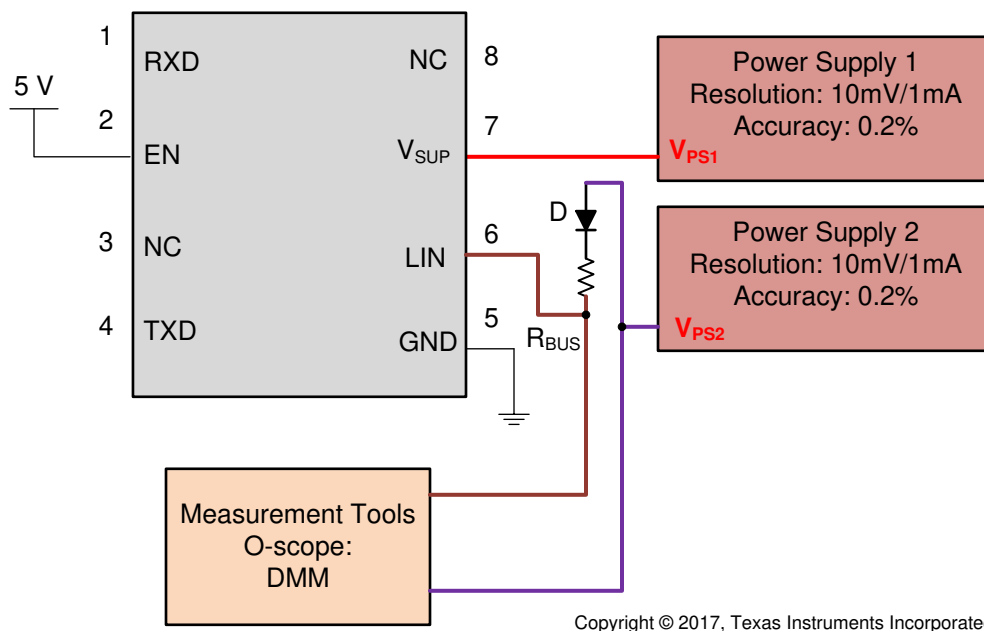 1
RXD
NC
8
5 V
2
EN
7
VSUP
3
NC
6
LIN
4
TXD
5
GND
D
RBUS
Power Supply 1
Resolution: 10mV/1mA
Accuracy: 0.2%
VPS1
Power Supply 2
Resolution: 10mV/1mA
Accuracy: 0.2%
VPS2
Measurement Tools
O-scope:
DMM
Copyright © 2017, Texas Instruments Incorporate